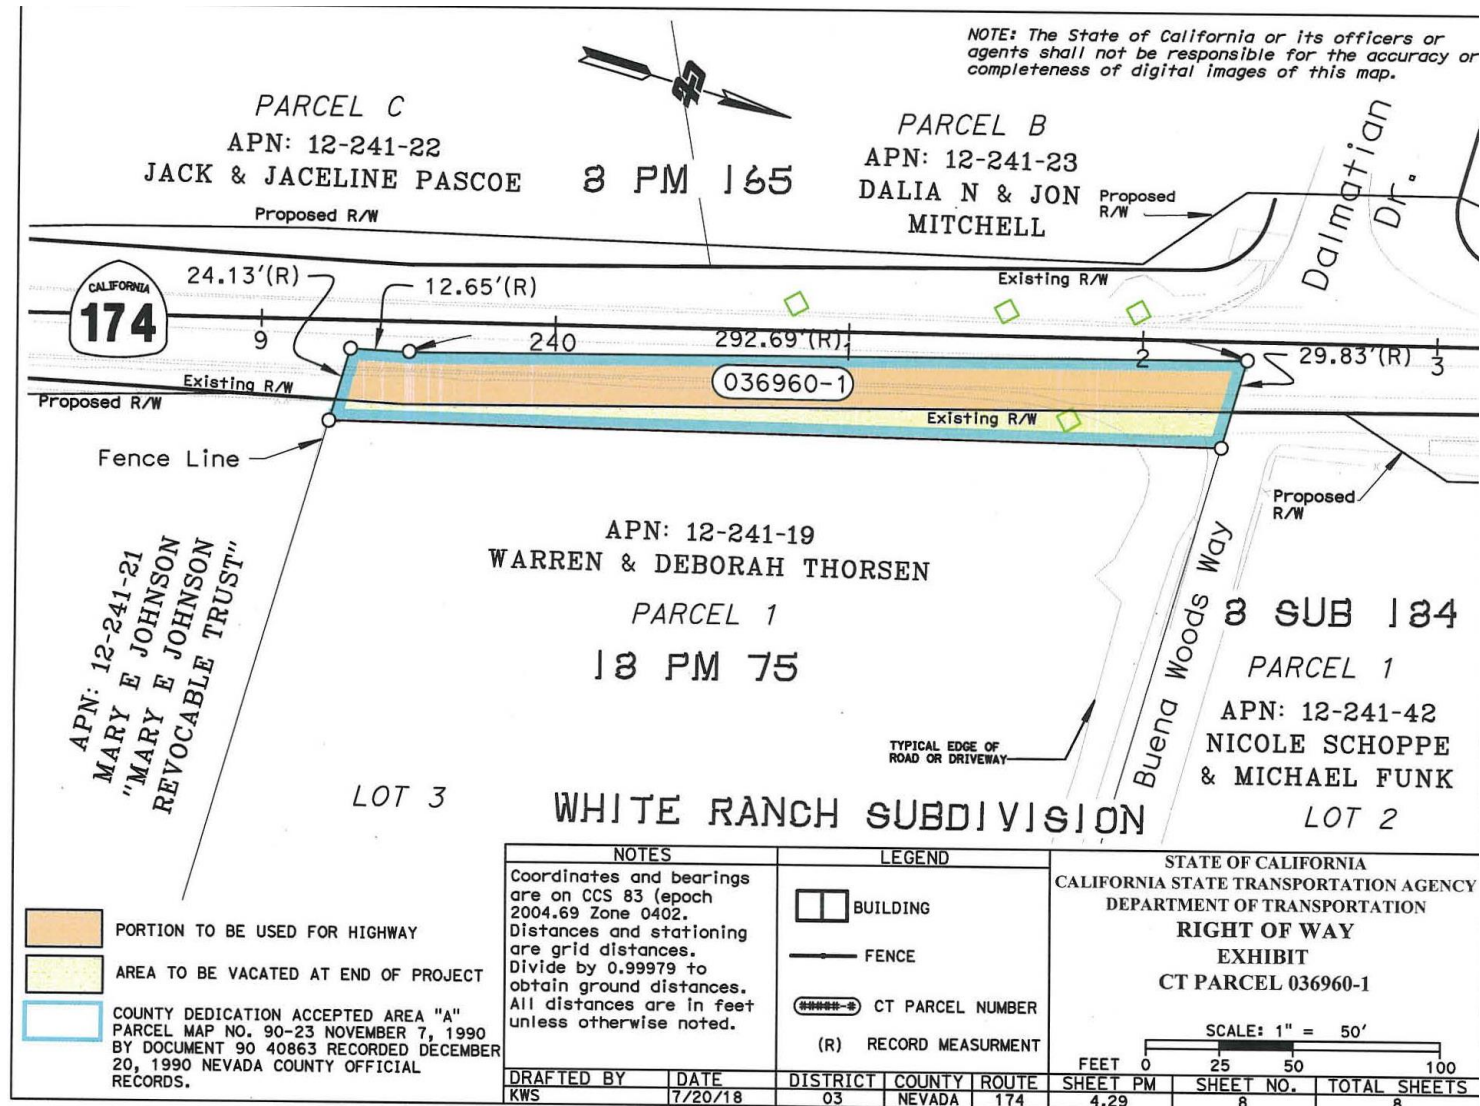 NOTE: The State of California or its officers or
agents shall not be responsible for the accuracy or
completeness of digital images of this map.
PARCEL C
APN: 12-241-22
JACK & JACELINE PASCOE
8 PM 165
PARCEL B
APN: 12-241-23
DALIA N & JON
MITCHELL
Proposed
R/W
Dalmatian
Dr.
Proposed R/W
Existing R/W
CALIFORNIA
174
24.13'(R)
12.65'(R)
292.69'(R)
29.83'(R)
9
240
1
2
3
036960-1
Existing R/W
Proposed R/W
Existing R/W
Fence Line
Proposed
R/W
APN: 12-241-21
MARY E JOHNSON
"MARY E JOHNSON
REVOCABLE TRUST"
APN: 12-241-19
WARREN & DEBORAH THORSEN
PARCEL 1
18 PM 75
Buena Woods Way
8 SUB 184
PARCEL 1
APN: 12-241-42
NICOLE SCHOPPE
& MICHAEL FUNK
LOT 2
TYPICAL EDGE OF
ROAD OR DRIVEWAY
LOT 3
WHITE RANCH SUBDIVISION
PORTION TO BE USED FOR HIGHWAY
AREA TO BE VACATED AT END OF PROJECT
COUNTY DEDICATION ACCEPTED AREA "A"
PARCEL MAP NO. 90-23 NOVEMBER 7, 1990
BY DOCUMENT 90 40863 RECORDED DECEMBER
20, 1990 NEVADA COUNTY OFFICIAL
RECORDS.
NOTES
Coordinates and bearings
are on CCS 83 (epoch
2004.69 Zone 0402.
Distances and stationing
are grid distances.
Divide by 0.99979 to
obtain ground distances.
All distances are in feet
unless otherwise noted.
LEGEND
BUILDING
FENCE
#####-# CT PARCEL NUMBER
(R) RECORD MEASURMENT
STATE OF CALIFORNIA
CALIFORNIA STATE TRANSPORTATION AGENCY
DEPARTMENT OF TRANSPORTATION
RIGHT OF WAY
EXHIBIT
CT PARCEL 036960-1
SCALE: 1" = 50'
FEET 0 25 50 100
DRAFTED BY DATE DISTRICT COUNTY ROUTE SHEET PM SHEET NO. TOTAL SHEETS
KWS 7/20/18 03 NEVADA 174 4.29 8 8